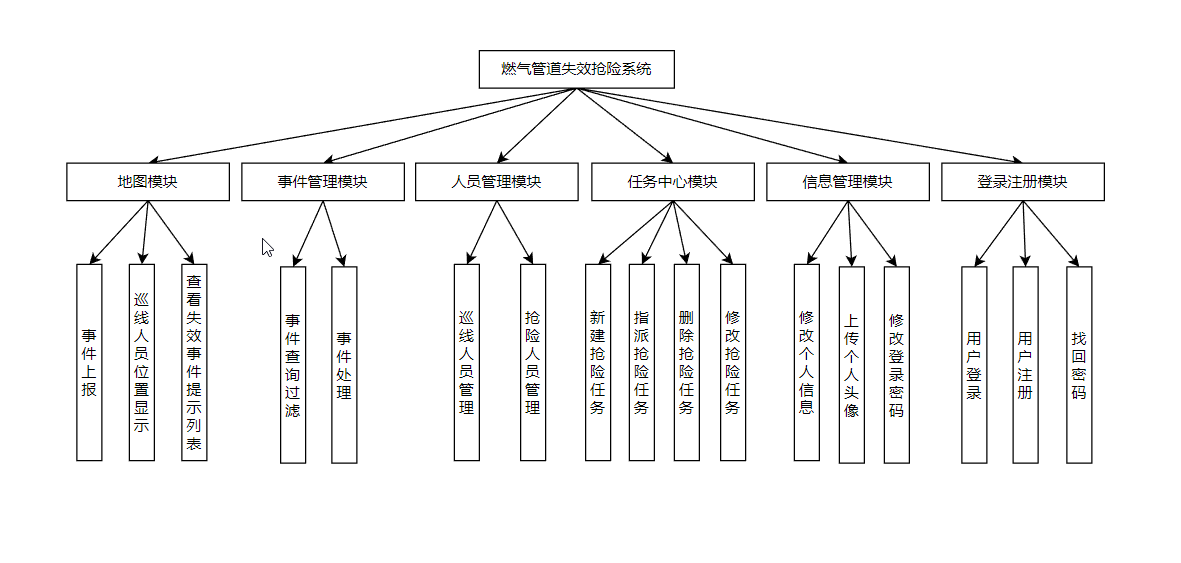 燃气管道失效抢险系统
地图模块
事件管理模块
人员管理模块
任务中心模块
信息管理模块
登录注册模块
事件上报
巡线人员位置显示
查看失效事件提示列表
事件查询过滤
事件处理
巡线人员管理
抢险人员管理
新建抢险任务
指派抢险任务
删除抢险任务
修改抢险任务
修改个人信息
上传个人头像
修改登录密码
用户登录
用户注册
找回密码